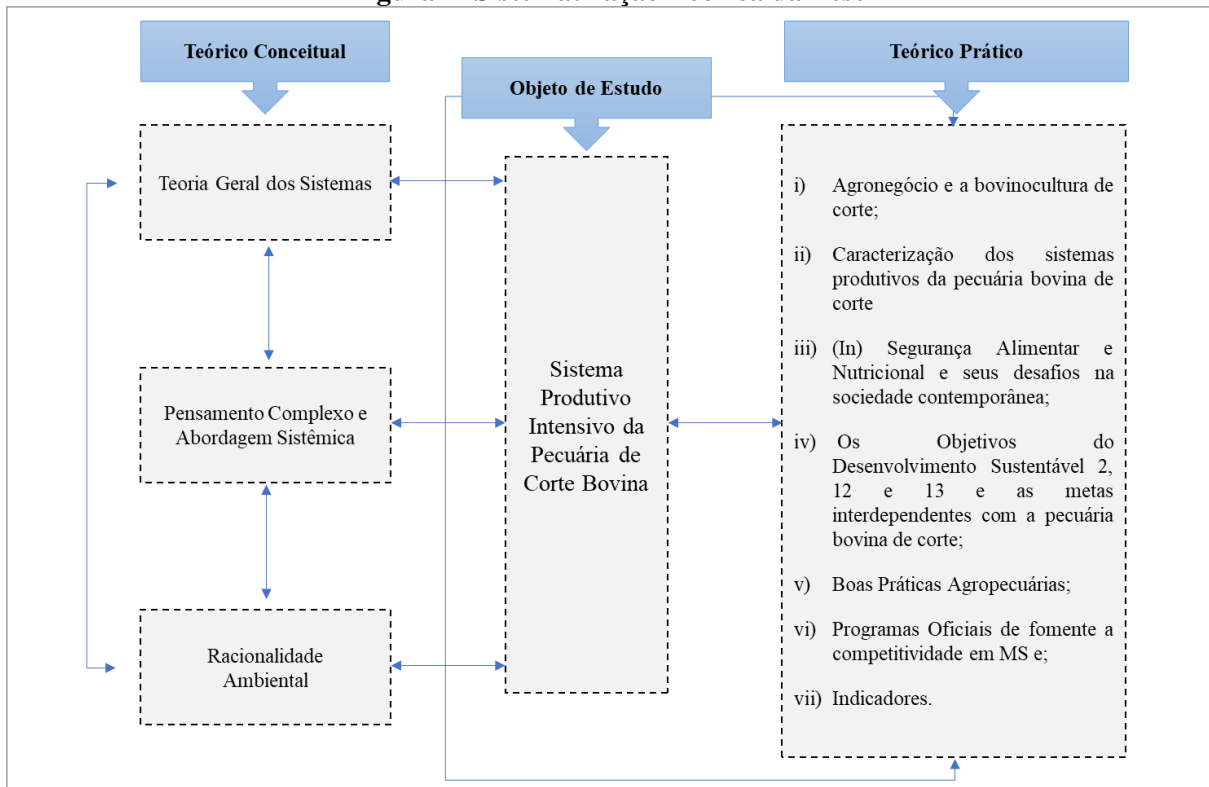 Teórico Conceitual
Objeto de Estudo
Teórico Prático
Teoria Geral dos Sistemas
Pensamento Complexo e
Abordagem Sistêmica
Racionalidade
Ambiental
Sistema
Produtivo
Intensivo da
Pecuária de
Corte Bovina
i) Agronegócio e a bovinocultura de
corte;
ii) Caracterização dos sistemas
produtivos da pecuária bovina de
corte
iii) (In) Segurança Alimentar e
Nutricional e seus desafios na
sociedade contemporânea;
iv) Os Objetivos do
Desenvolvimento Sustentável 2,
12 e 13 e as metas
interdependentes com a pecuária
bovina de corte;
v) Boas Práticas Agropecuárias;
vi) Programas Oficiais de fomente a
competitividade em MS e;
vii) Indicadores.